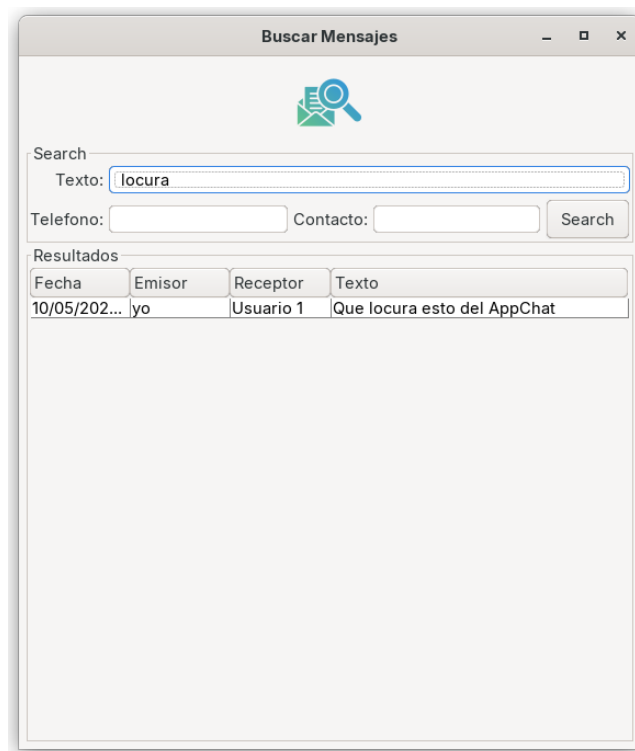 Buscar Mensajes
Search
Texto: locura
Telefono: Contacto: Search
Resultados
Fecha Emisor Receptor Texto
10/05/202... yo Usuario 1 Que locura esto del AppChat